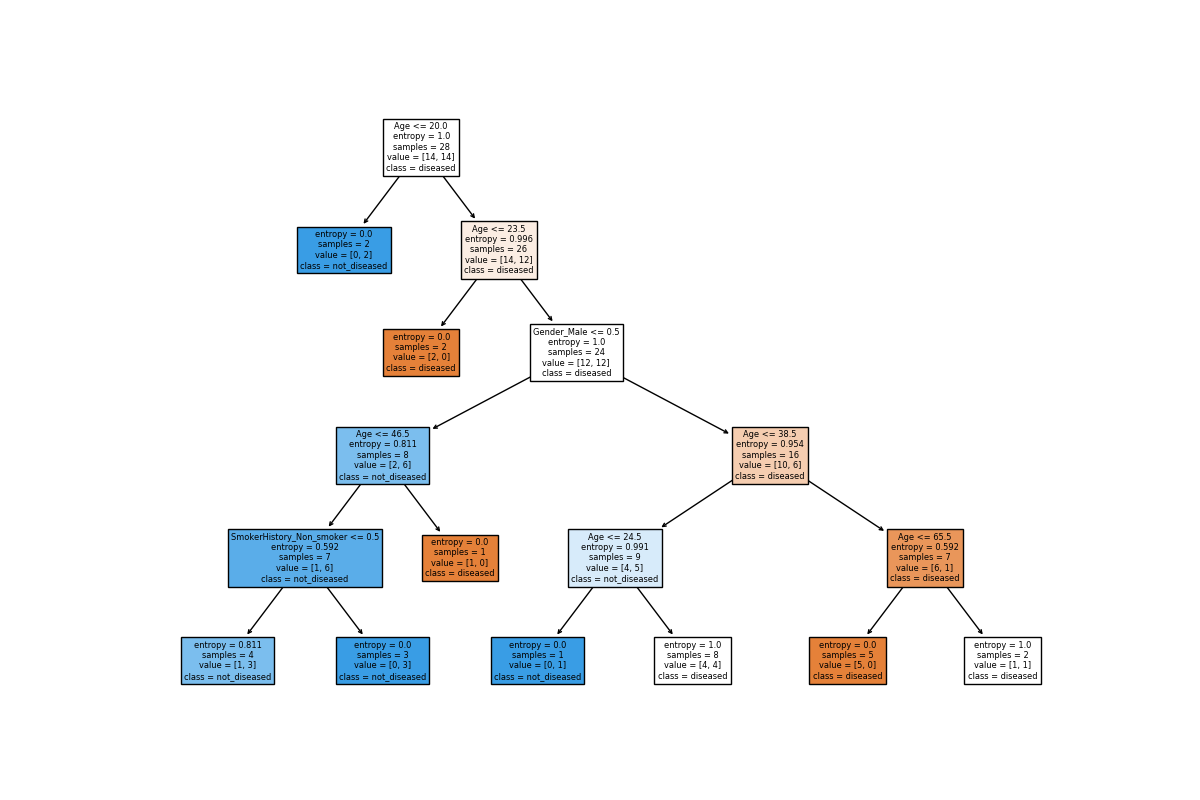 Age <= 20.0
entropy = 1.0
samples = 28
value = [14, 14]
class = diseased
entropy = 0.0
samples = 2
value = [0, 2]
class = not_diseased
Age <= 23.5
entropy = 0.996
samples = 26
value = [14, 12]
class = diseased
entropy = 0.0
samples = 2
value = [2, 0]
class = diseased
Gender_Male <= 0.5
entropy = 1.0
samples = 24
value = [12, 12]
class = diseased
Age <= 46.5
entropy = 0.811
samples = 8
value = [2, 6]
class = not_diseased
Age <= 38.5
entropy = 0.954
samples = 16
value = [10, 6]
class = diseased
SmokerHistory_Non_smoker <= 0.5
entropy = 0.592
samples = 7
value = [1, 6]
class = not_diseased
entropy = 0.0
samples = 1
value = [1, 0]
class = diseased
Age <= 24.5
entropy = 0.991
samples = 9
value = [4, 5]
class = not_diseased
Age <= 65.5
entropy = 0.592
samples = 7
value = [6, 1]
class = diseased
entropy = 0.811
samples = 4
value = [1, 3]
class = not_diseased
entropy = 0.0
samples = 3
value = [0, 3]
class = not_diseased
entropy = 0.0
samples = 1
value = [0, 1]
class = not_diseased
entropy = 1.0
samples = 8
value = [4, 4]
class = diseased
entropy = 0.0
samples = 5
value = [5, 0]
class = diseased
entropy = 1.0
samples = 2
value = [1, 1]
class = diseased